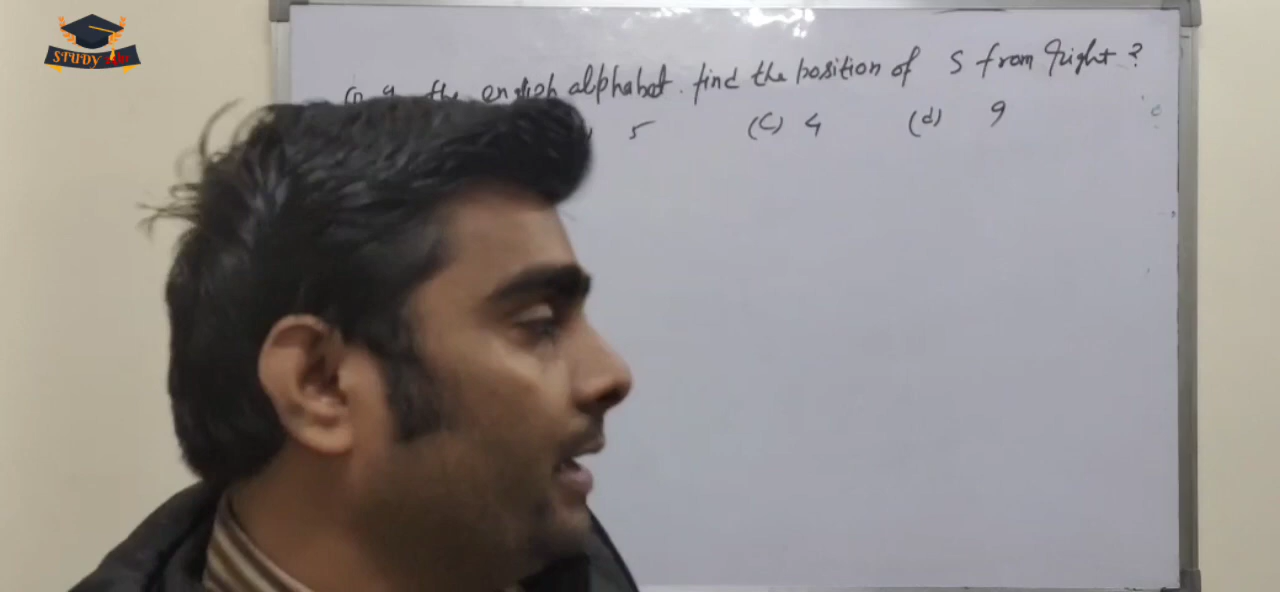 STUDY
the english alphabet. find the position of S from right?
5 (C) 4 (d) 9